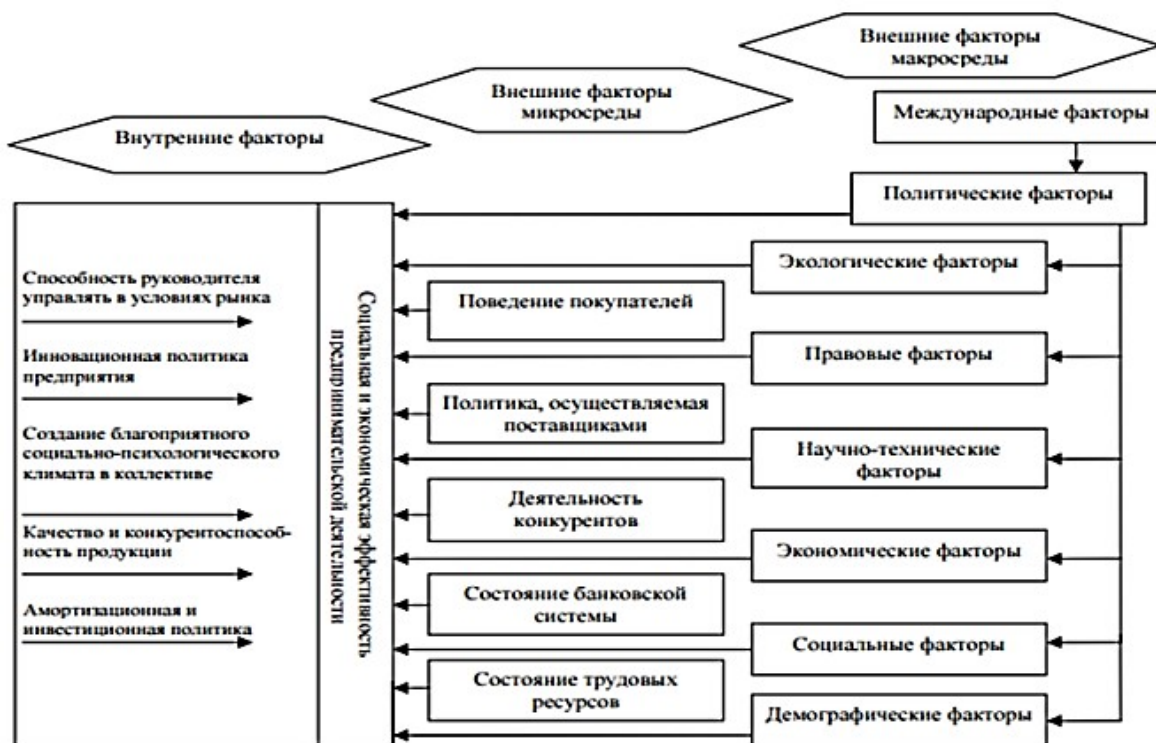 Внешние факторы
макросреды
Внешние факторы
микросреды
Внутренние факторы
Международные факторы
Политические факторы
Способность руководителя
управлять в условиях рынка
Инновационная политика
предприятия
Создание благоприятного
социально-психологического
климата в коллективе
Качество и конкурентоспособ-
ность продукции
Амортизационная и
инвестиционная политика
Социальная и экономическая эффективность
предпринимательской деятельности
Поведение покупателей
Политика, осуществляемая
поставщиками
Деятельность
конкурентов
Состояние банковской
системы
Состояние трудовых
ресурсов
Экологические факторы
Правовые факторы
Научно-технические
факторы
Экономические факторы
Социальные факторы
Демографические факторы